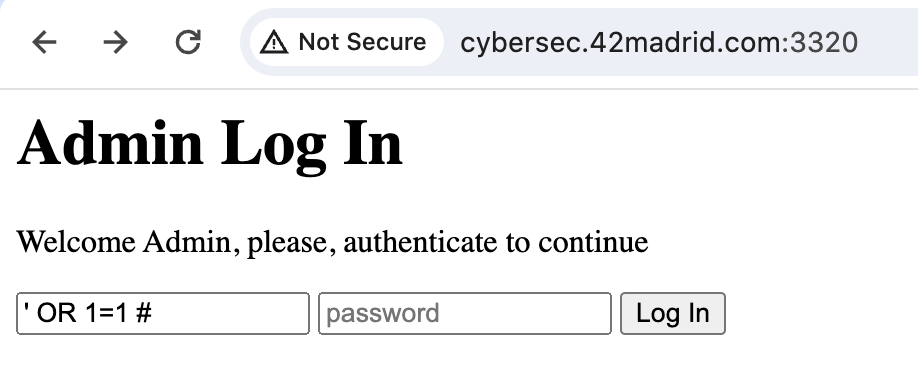 Not Secure cybersec.42madrid.com:3320
Admin Log In
Welcome Admin, please, authenticate to continue
' OR 1=1 # password Log In